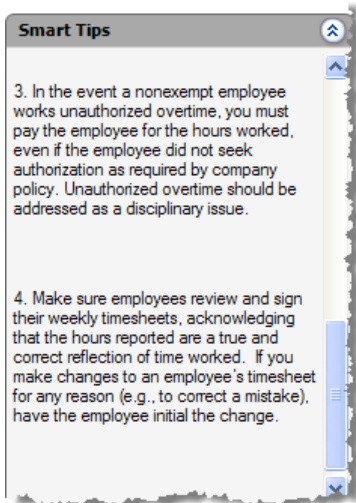 Smart Tips
3. In the event a nonexempt employee
works unauthorized overtime, you must
pay the employee for the hours worked,
even if the employee did not seek
authorization as required by company
policy. Unauthorized overtime should be
addressed as a disciplinary issue.
4. Make sure employees review and sign
their weekly timesheets, acknowledging
that the hours reported are a true and
correct reflection of time worked.  If you
make changes to an employee's timesheet
for any reason (e.g., to correct a mistake),
have the employee initial the change.